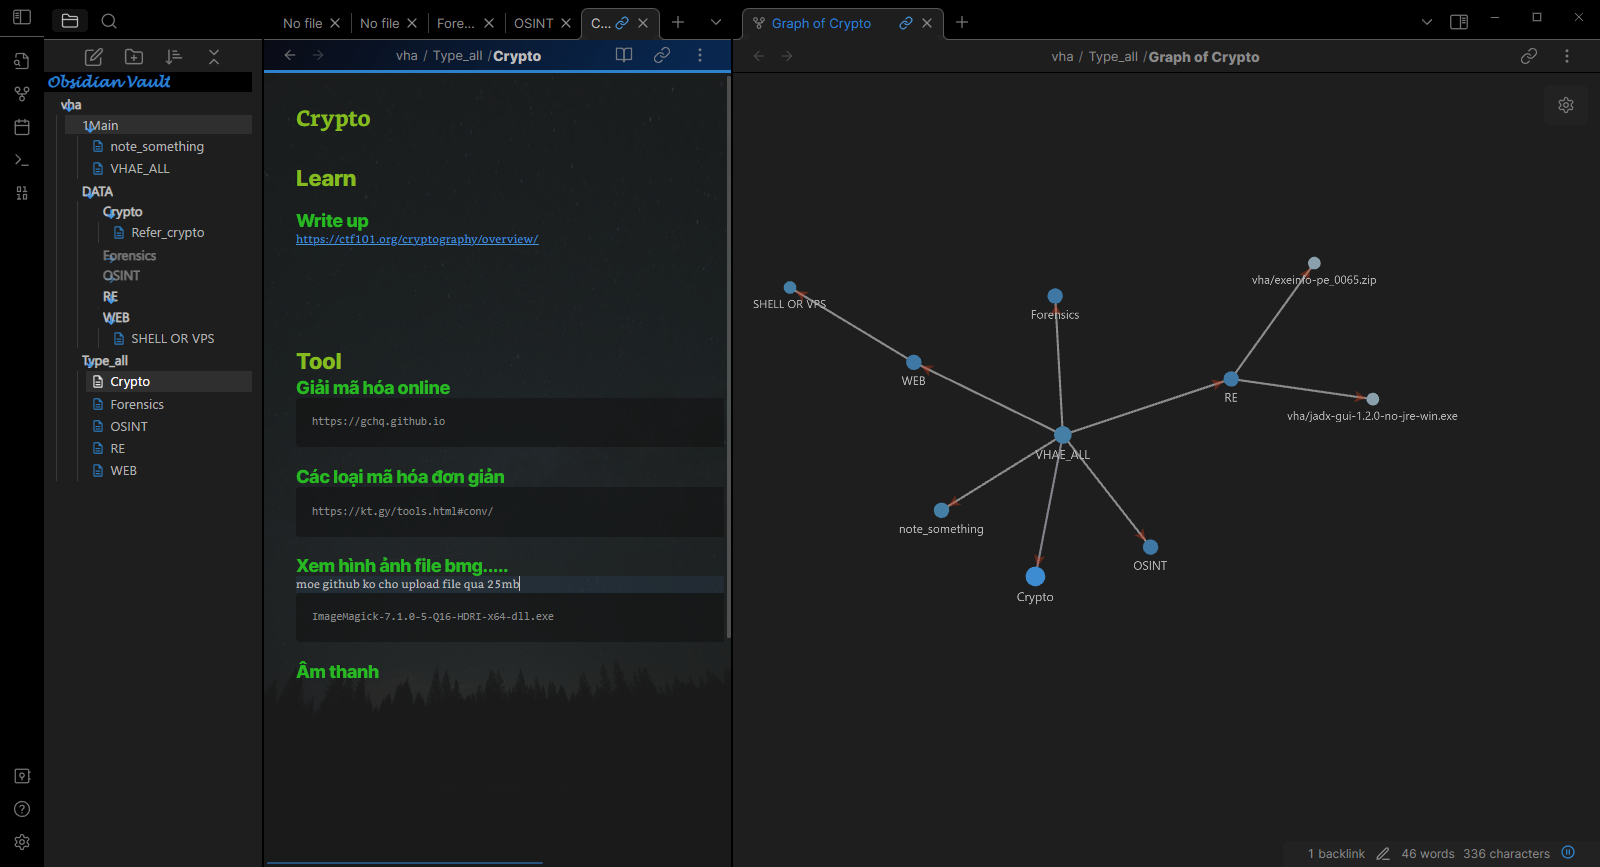 No file
No file
Fore...
OSINT
C...
Graph of Crypto
vha / Type_all / Crypto
vha / Type_all / Graph of Crypto
Obsidian Vault
vha
1Main
note_something
VHAE_ALL
DATA
Crypto
Refer_crypto
Forensics
OSINT
RE
WEB
SHELL OR VPS
Type_all
Crypto
Forensics
OSINT
RE
WEB
Crypto
Learn
Write up
https://ctf101.org/cryptography/overview/
Tool
Giải mã hóa online
https://gchq.github.io
Các loại mã hóa đơn giản
https://kt.gy/tools.html#conv/
Xem hình ảnh file bmg.....
moe github ko cho upload file qua 25mb
ImageMagick-7.1.0-5-Q16-HDRI-x64-dll.exe
Âm thanh
vha/exeinfo-pe_0065.zip
SHELL OR VPS
Forensics
WEB
RE
vha/jadx-gui-1.2.0-no-jre-win.exe
VHAE_ALL
note_something
OSINT
Crypto
1 backlink
46 words
336 characters